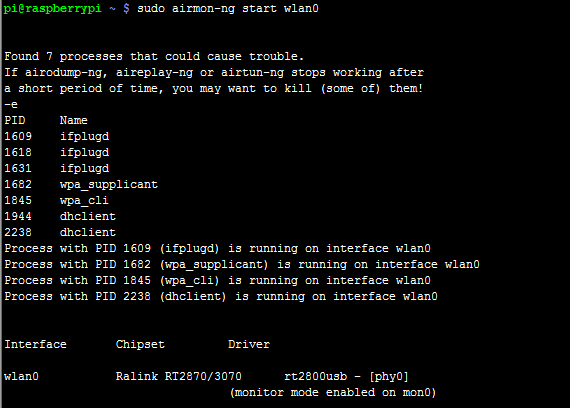 pi@raspberrypi ~ $ sudo airmon-ng start wlan0
Found 7 processes that could cause trouble.
If airodump-ng, aireplay-ng or airtun-ng stops working after
a short period of time, you may want to kill (some of) them!
-e
PID     Name
1609    ifplugd
1618    ifplugd
1631    ifplugd
1682    wpa_supplicant
1845    wpa_cli
1944    dhclient
2238    dhclient
Process with PID 1609 (ifplugd) is running on interface wlan0
Process with PID 1682 (wpa_supplicant) is running on interface wlan0
Process with PID 1845 (wpa_cli) is running on interface wlan0
Process with PID 2238 (dhclient) is running on interface wlan0
Interface       Chipset         Driver
wlan0           Ralink RT2870/3070      rt2800usb - [phy0]
(monitor mode enabled on mon0)